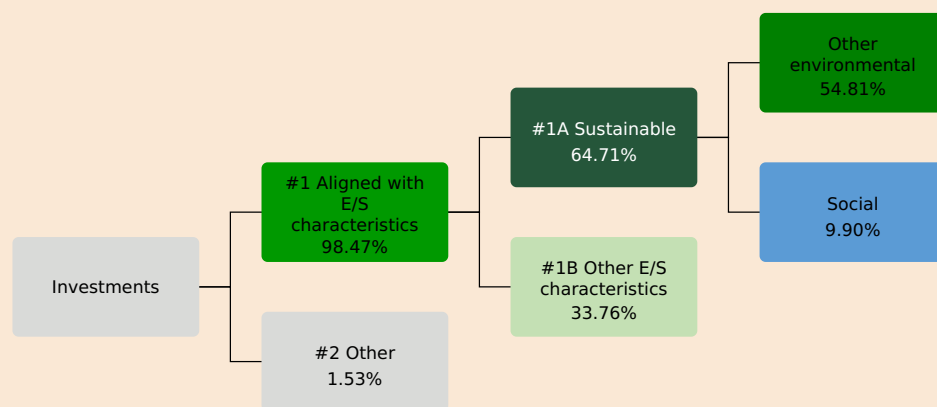 Investments
#1 Aligned with
E/S
characteristics
98.47%
#2 Other
1.53%
#1A Sustainable
64.71%
#1B Other E/S
characteristics
33.76%
Other
environmental
54.81%
Social
9.90%